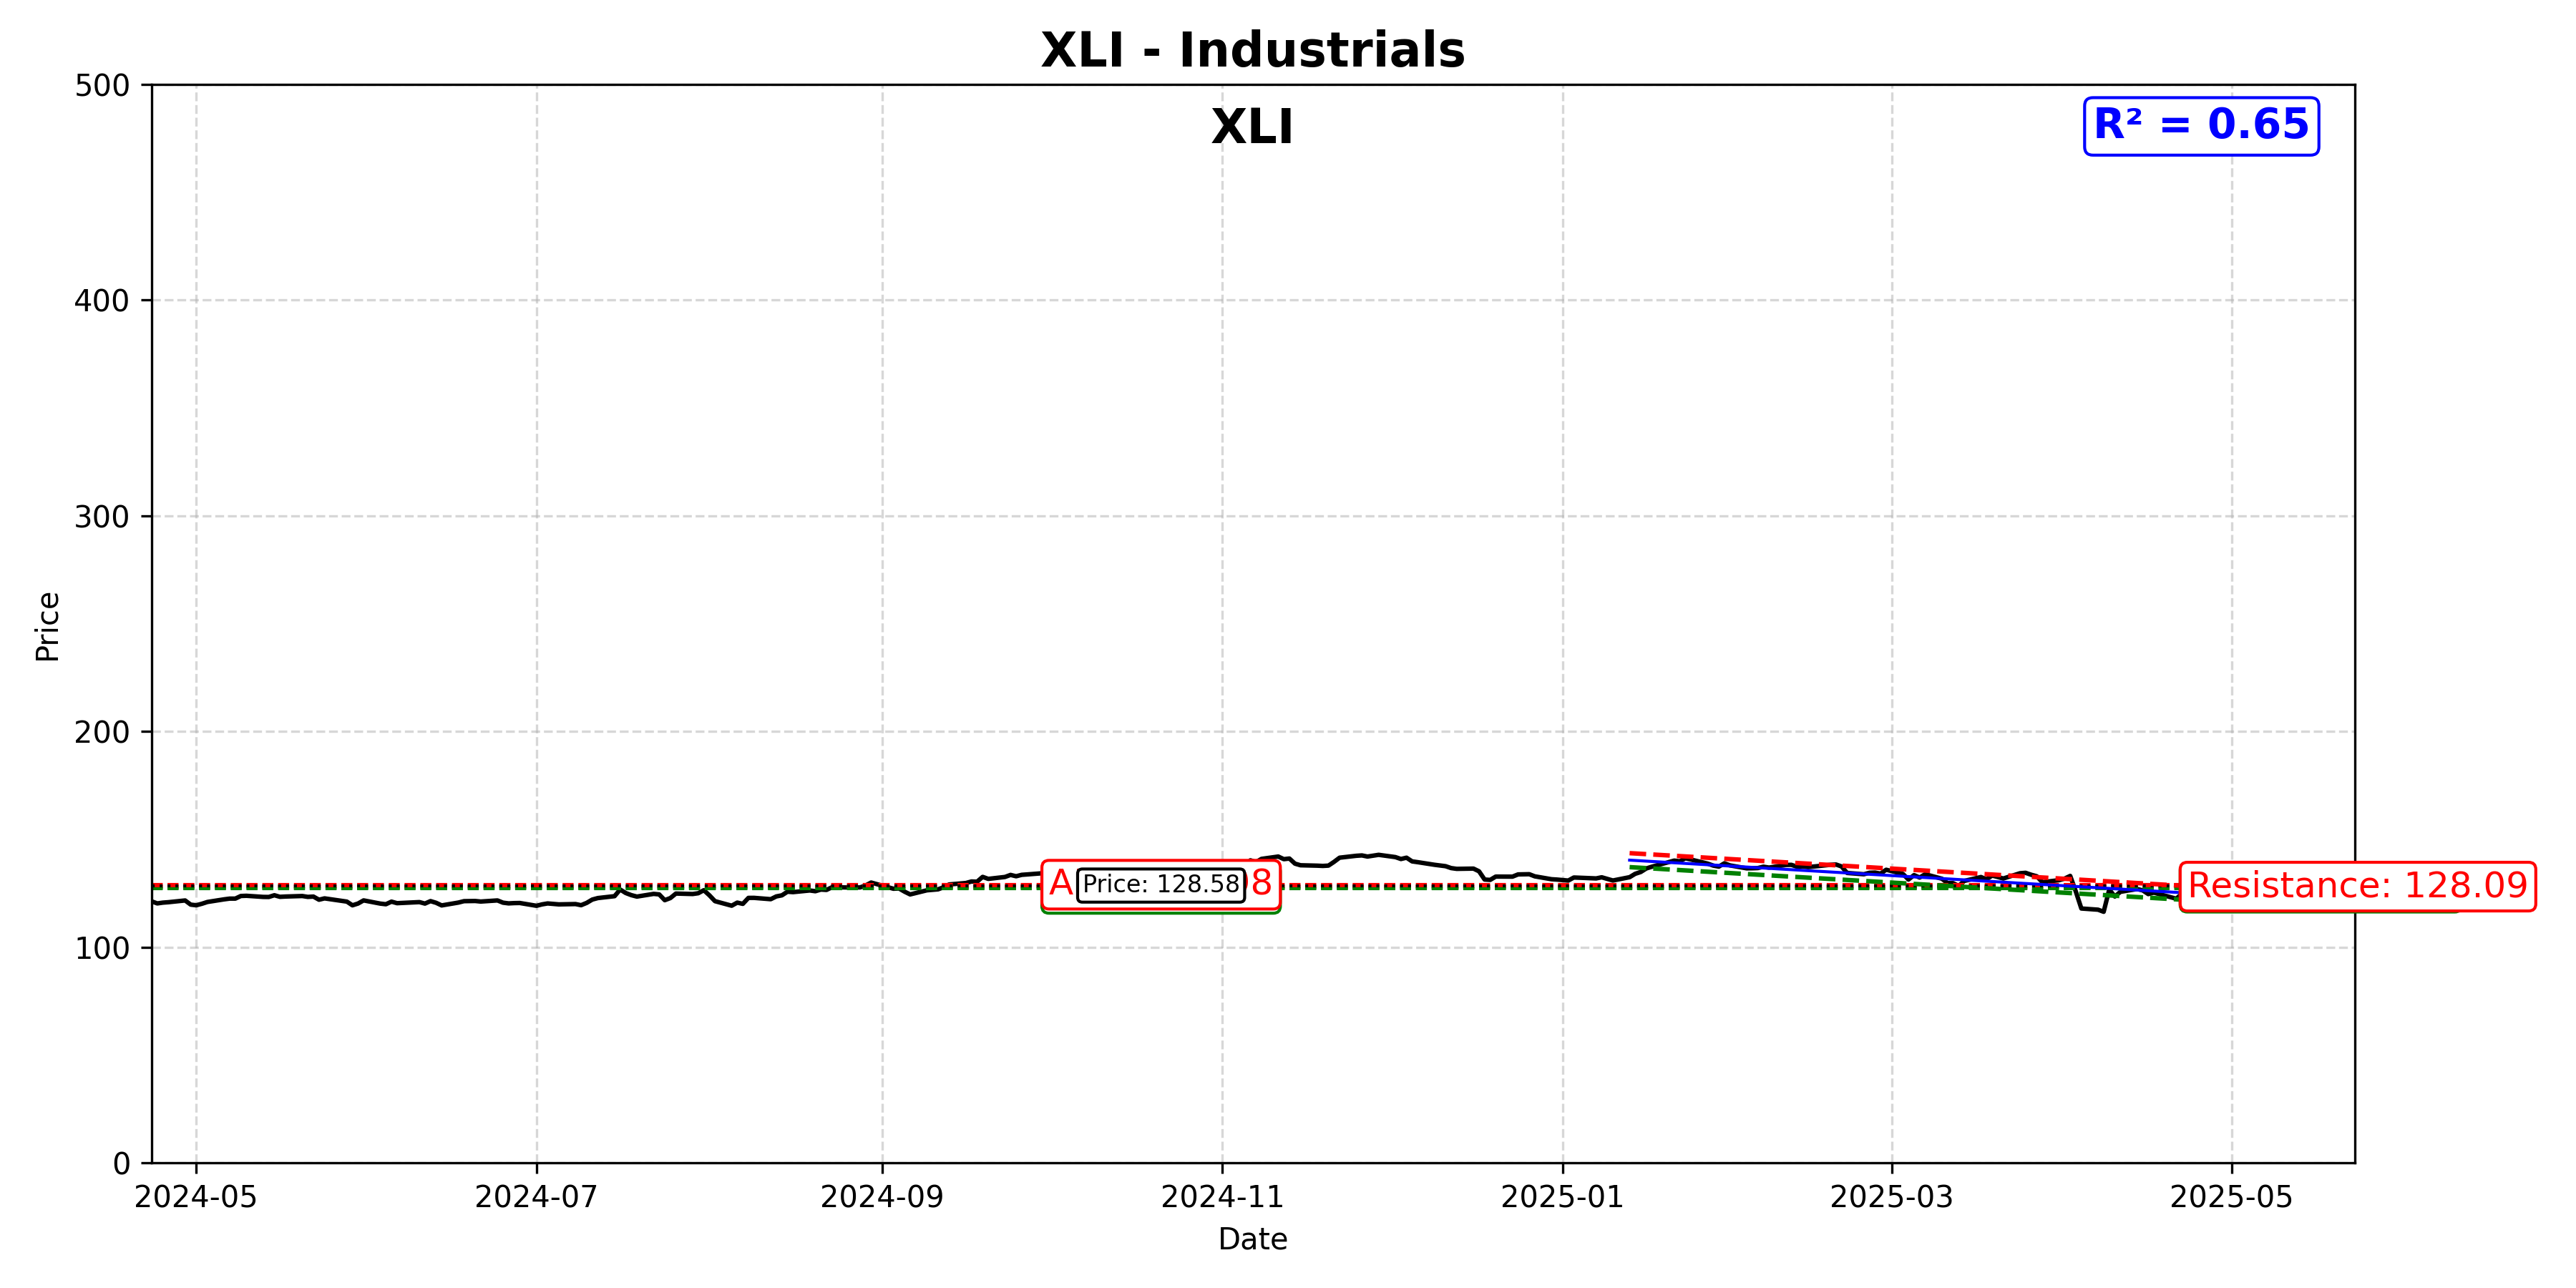 XLI - Industrials
XLI
R² = 0.65
500
400
300
200
100
0
Price
Price: 128.58
Resistance: 128.09
2024-05
2024-07
2024-09
2024-11
2025-01
2025-03
2025-05
Date